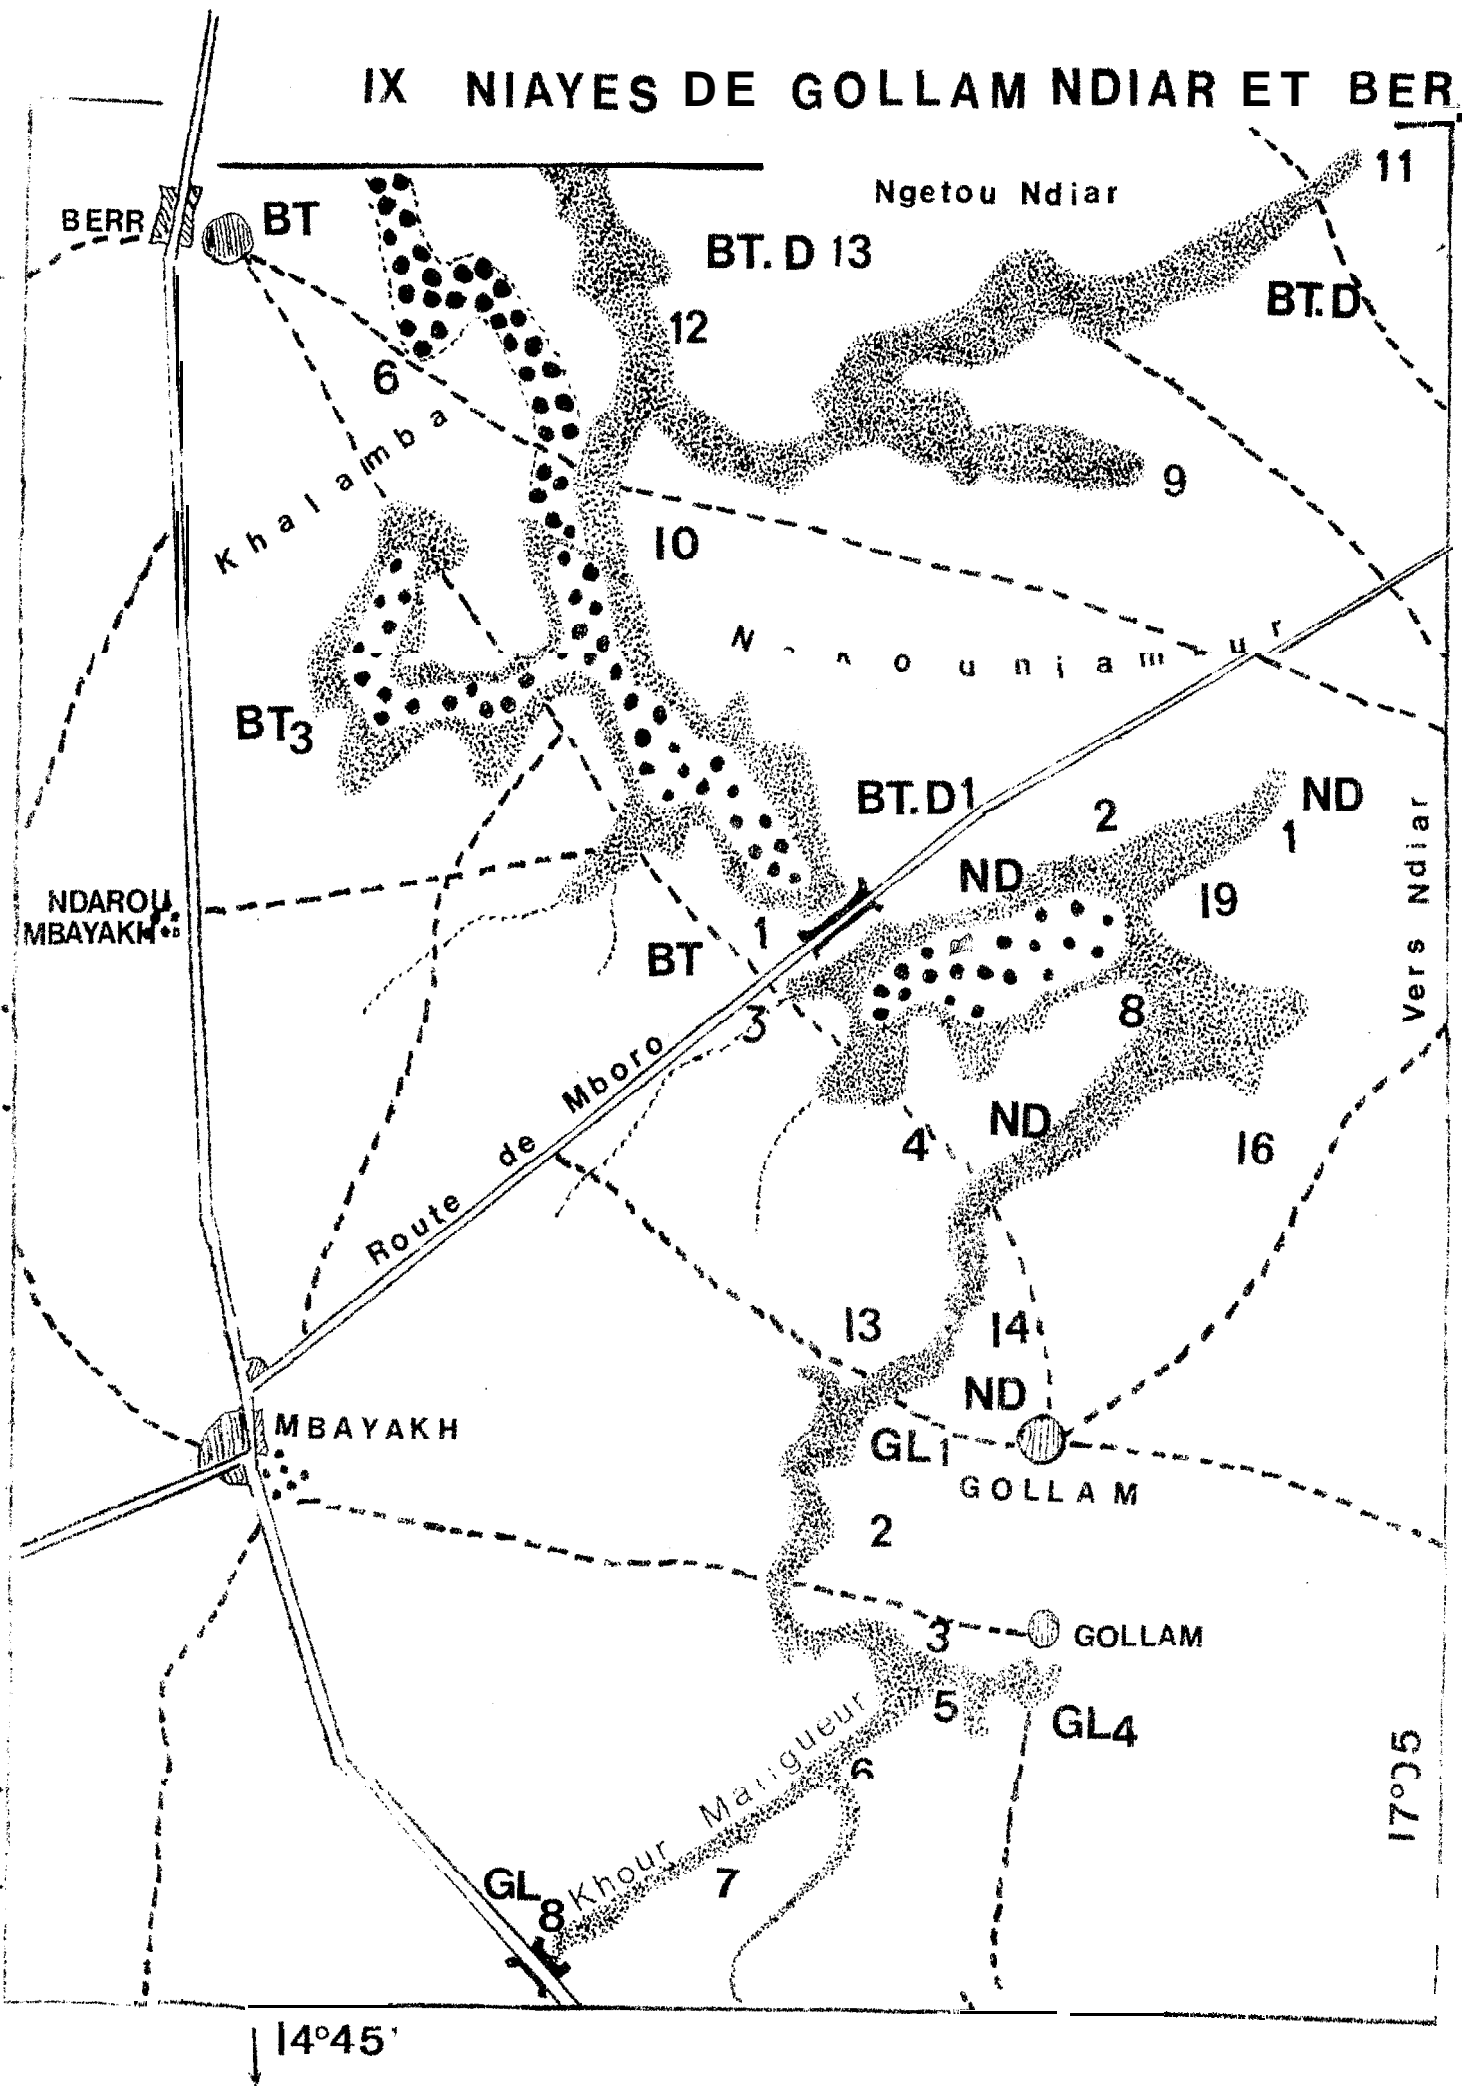 IX NIAYES DE GOLLAM NDIAR ET BER
11
Ngetou Ndiar
BERR
BT
BT.D 13
BT.D
12
6
Khalamba
9
10
BT3
BT.D1
2
ND
1
ND
19
NDAROU
MBAYAKH
1
BT
Vers Ndiar
3
8
Route de Mboro
4
ND
16
13
14
ND
MBAYAKH
GL1
GOLLAM
2
3
GOLLAM
5
GL4
6
Khour Mangueur
7
GL8
17°05
14°45'